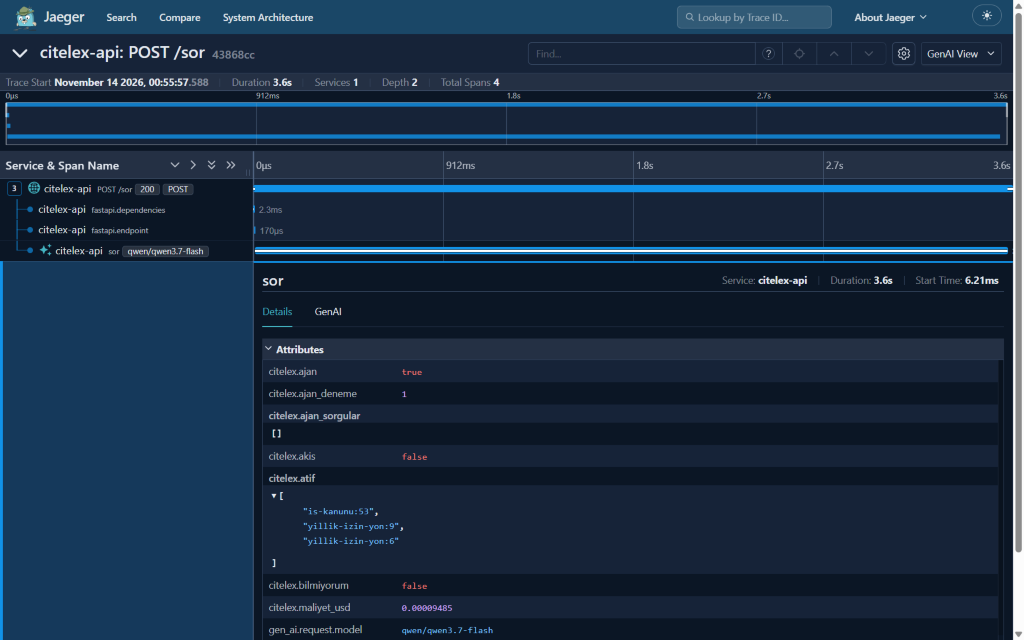 Jaeger Search Compare System Architecture Lookup by Trace ID... About Jaeger
citelex-api: POST /sor 43868cc Find... ? GenAI View
Trace Start November 14 2026, 00:55:57.588 Duration 3.6s Services 1 Depth 2 Total Spans 4
0μs 912ms 1.8s 2.7s 3.6s
Service & Span Name 0μs 912ms 1.8s 2.7s 3.6s
3 citelex-api POST /sor 200 POST
citelex-api fastapi.dependencies 2.3ms
citelex-api fastapi.endpoint 170μs
citelex-api sor qwen/qwen3.7-flash
sor Service: citelex-api Duration: 3.6s Start Time: 6.21ms
Details GenAI
Attributes
citelex.ajan true
citelex.ajan_deneme 1
citelex.ajan_sorgular
[]
citelex.akis false
citelex.atif
[
"is-kanunu:53",
"yillik-izin-yon:9",
"yillik-izin-yon:6"
]
citelex.bilmiyorum false
citelex.maliyet_usd 0.00009485
gen_ai.request.model qwen/qwen3.7-flash